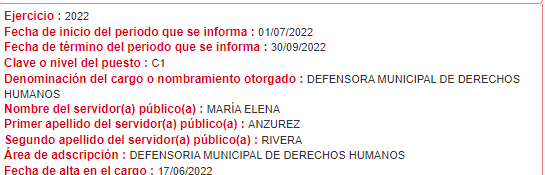 Ejercicio : 2022
Fecha de inicio del periodo que se informa : 01/07/2022
Fecha de término del periodo que se informa : 30/09/2022
Clave o nivel del puesto : C1
Denominación del cargo o nombramiento otorgado : DEFENSORA MUNICIPAL DE DERECHOS
HUMANOS
Nombre del servidor(a) público(a) : MARÍA ELENA
Primer apellido del servidor(a) público(a) : ANZUREZ
Segundo apellido del servidor(a) público(a) : RIVERA
Área de adscripción : DEFENSORIA MUNICIPAL DE DERECHOS HUMANOS
Fecha de alta en el cargo : 17/06/2022